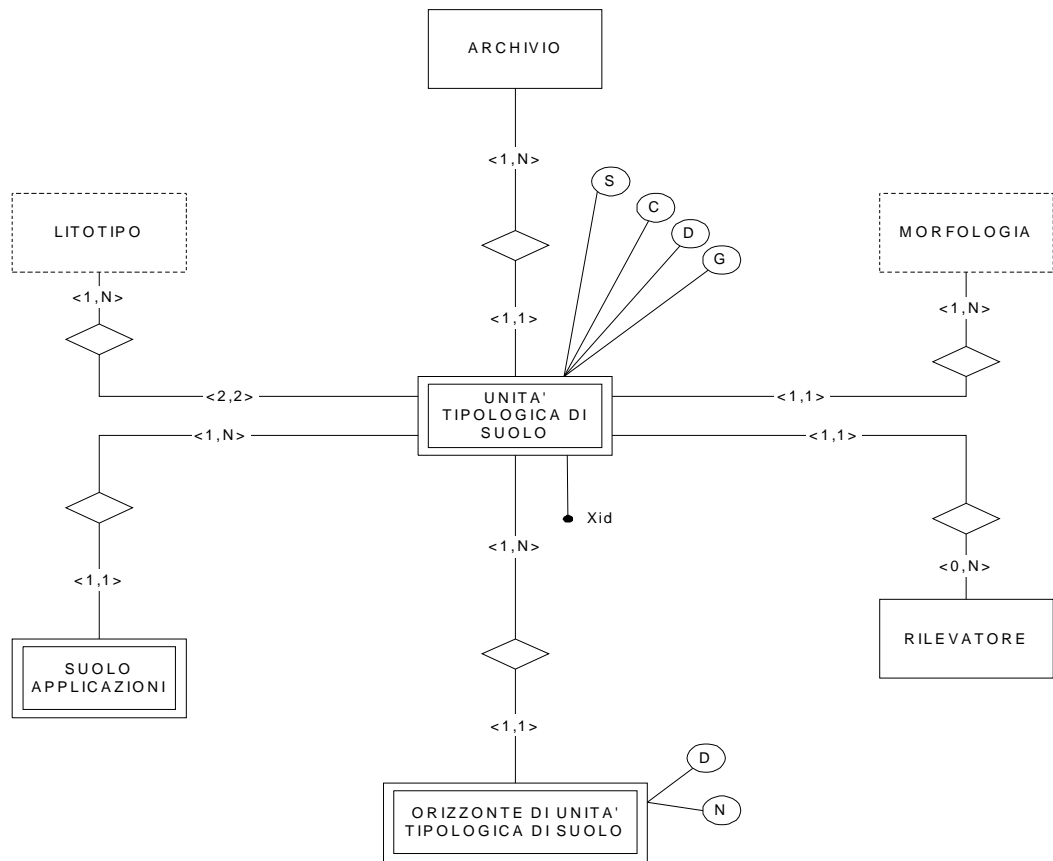 ARCHIVIO
<1,N>
S
C
LITOTIPO
D
MORFOLOGIA
G
<1,N>
<1,N>
<1,1>
UNITA'
TIPOLOGICA DI
SUOLO
<2,2>
<1,1>
<1,N>
<1,1>
Xid
<1,N>
<0,N>
<1,1>
RILEVATORE
SUOLO
APPLICAZIONI
<1,1>
D
ORIZZONTE DI UNITA'
TIPOLOGICA DI SUOLO
N